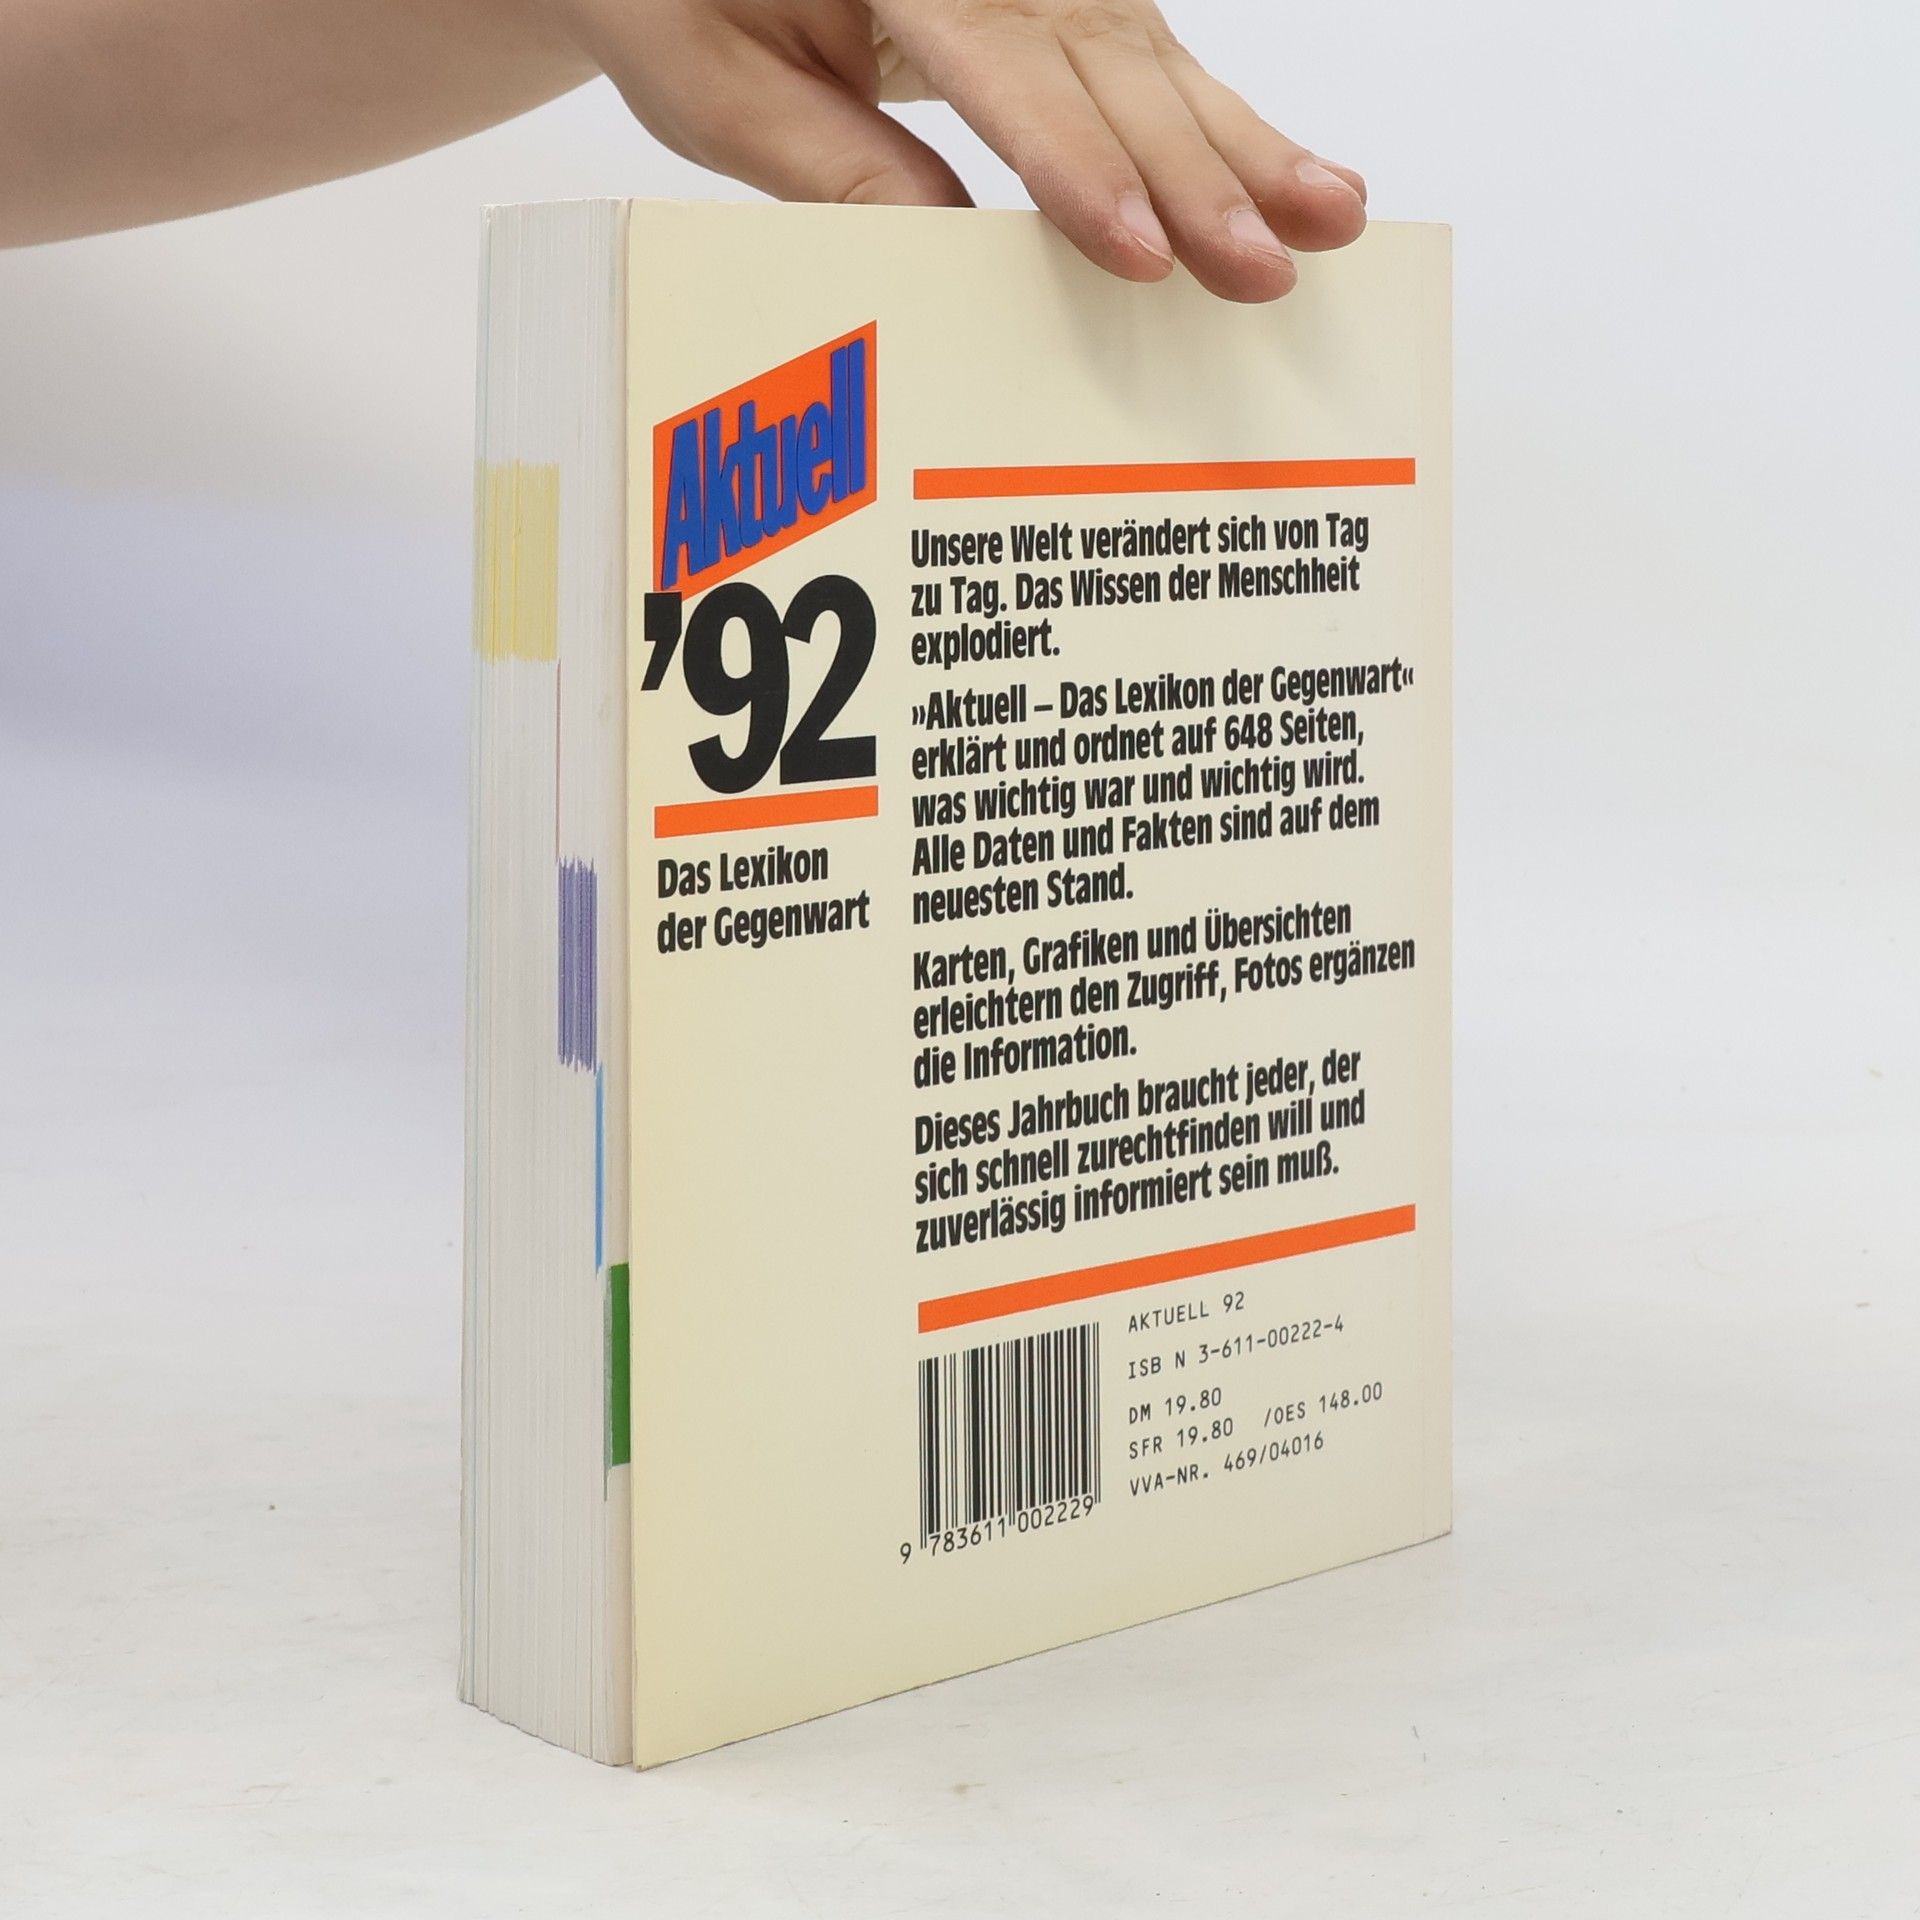 Aktuell
’92
Das Lexikon
der Gegenwart
Unsere Welt verändert sich von Tag
zu Tag. Das Wissen der Menschheit
explodiert.
»Aktuell – Das Lexikon der Gegenwart«
erklärt und ordnet auf 648 Seiten,
was wichtig war und wichtig wird.
Alle Daten und Fakten sind auf dem
neuesten Stand.
Karten, Grafiken und Übersichten
erleichtern den Zugriff, Fotos ergänzen
die Information.
Dieses Jahrbuch braucht jeder, der
sich schnell zurechtfinden will und
zuverlässig informiert sein muß.
AKTUELL 92
ISB N 3-611-00222-4
DM 19.80
SFR 19.80 /OES 148.00
VVA-NR. 469/04016
9 783611 002229